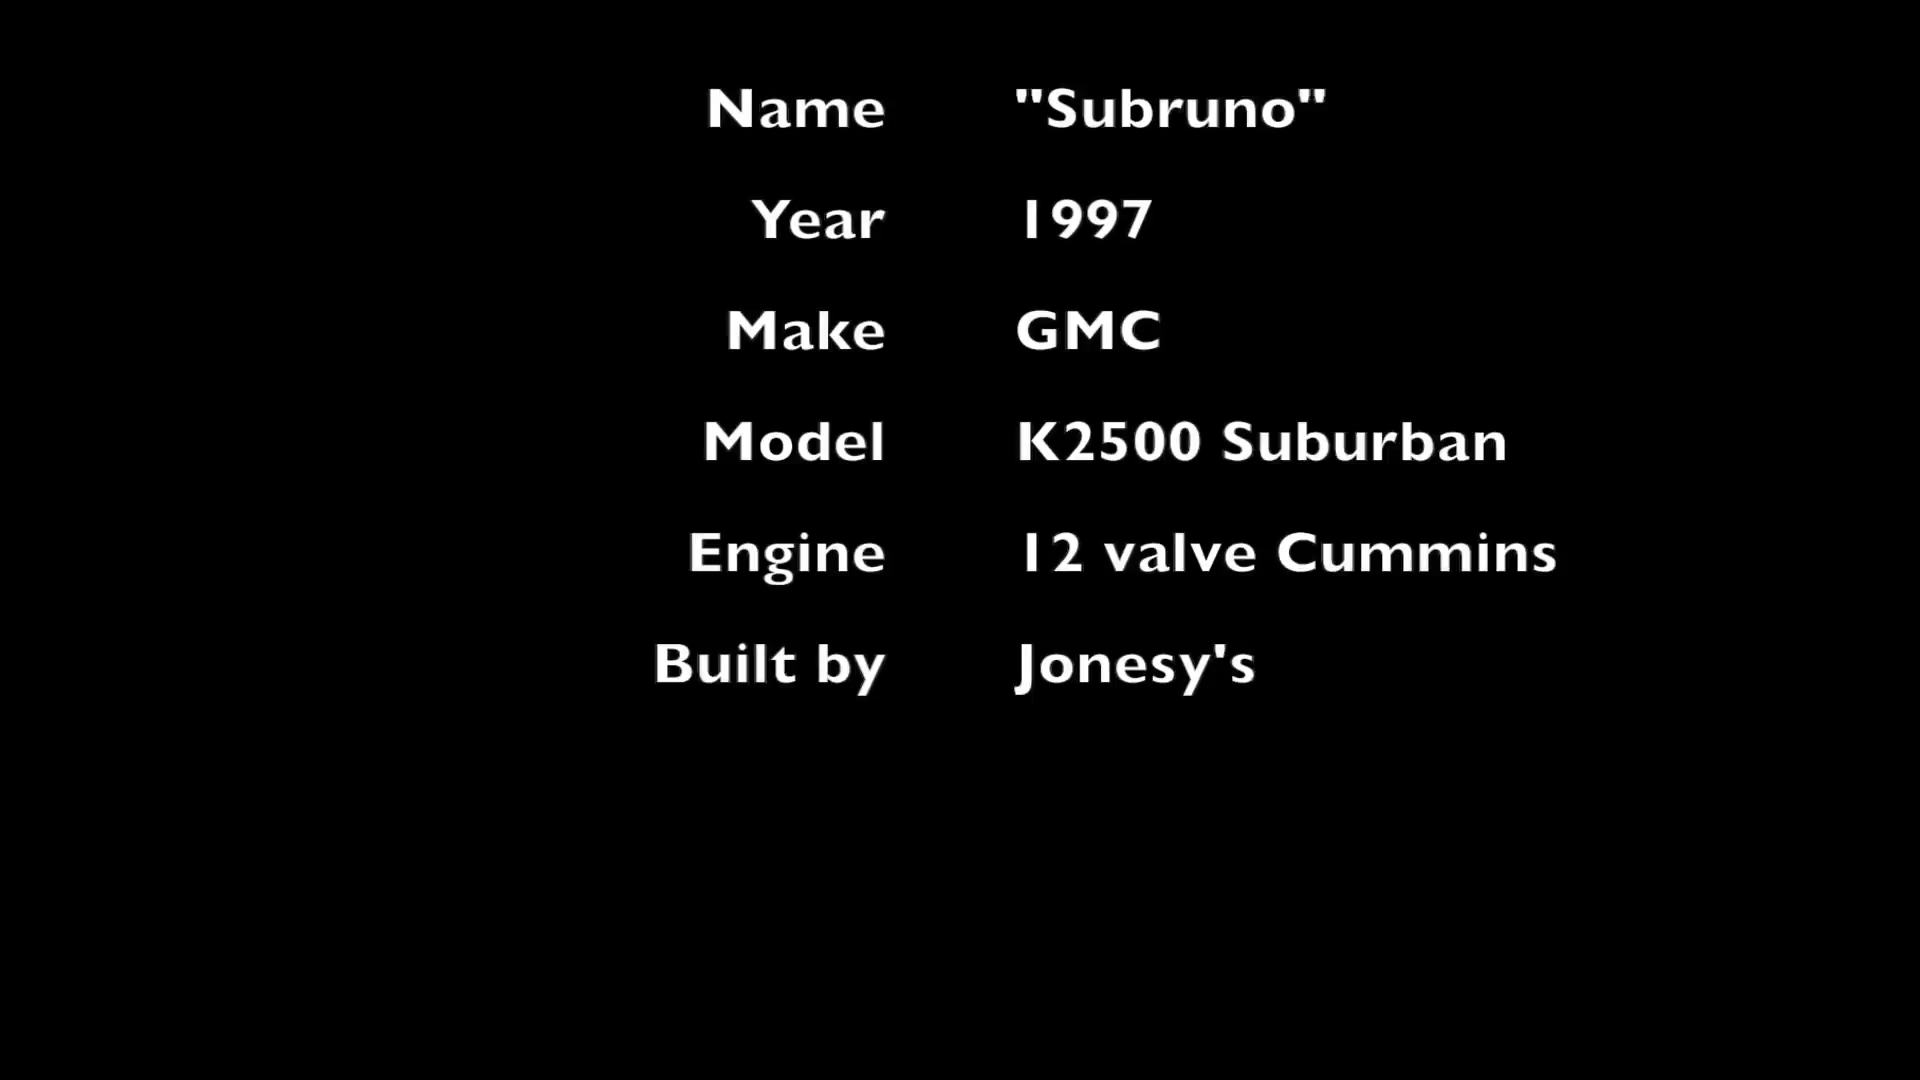 Name "Subruno"
Year 1997
Make GMC
Model K2500 Suburban
Engine 12 valve Cummins
Built by Jonesy's